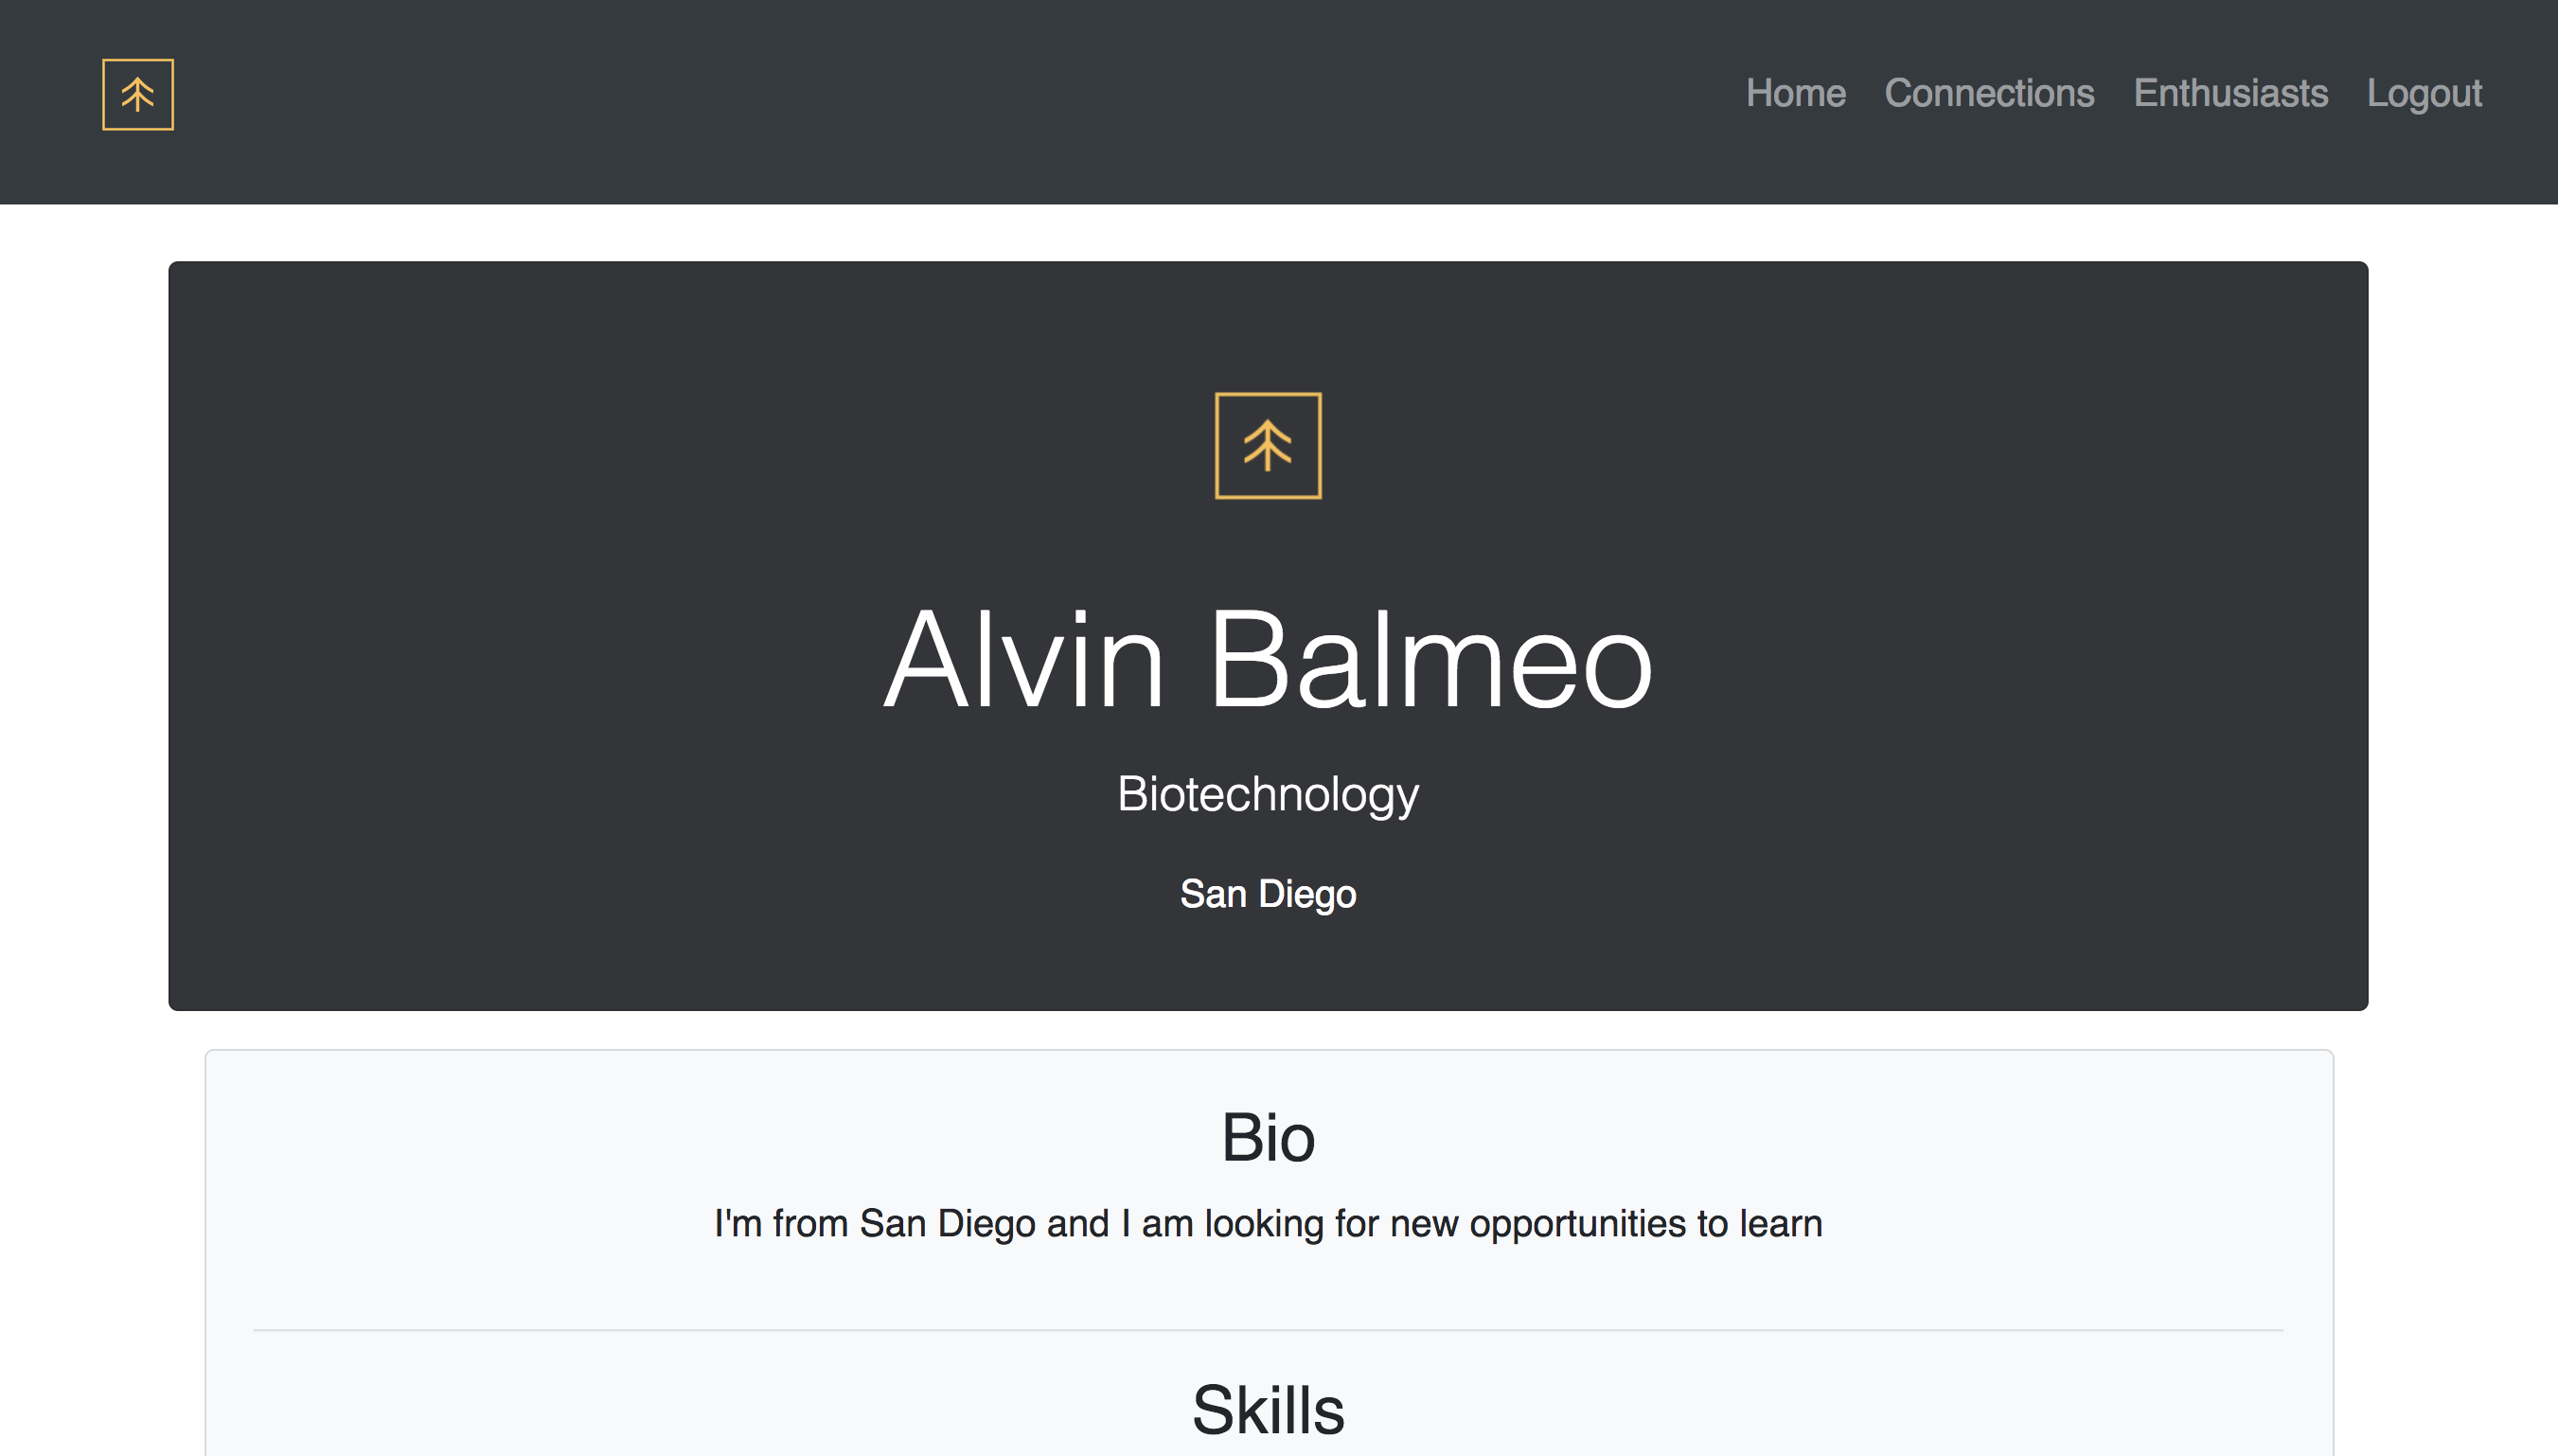 Home Connections Enthusiasts Logout
Alvin Balmeo
Biotechnology
San Diego
Bio
I'm from San Diego and I am looking for new opportunities to learn
Skills